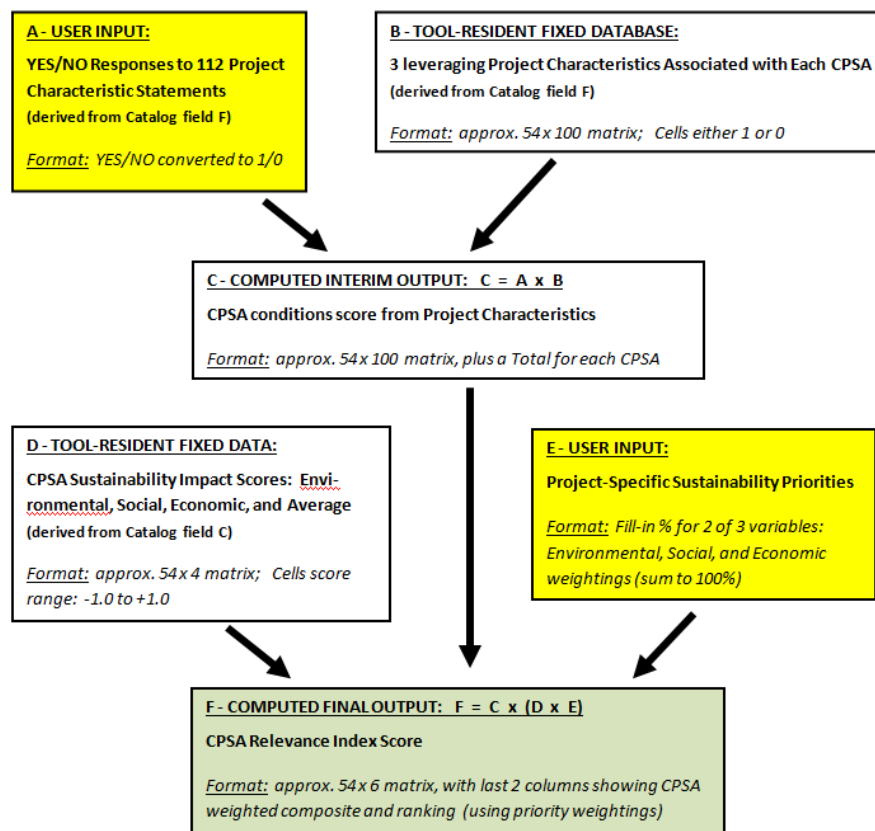 A - USER INPUT:
YES/NO Responses to 112 Project
Characteristic Statements
(derived from Catalog field F)
Format: YES/NO converted to 1/0
B - TOOL-RESIDENT FIXED DATABASE:
3 leveraging Project Characteristics Associated with Each CPSA
(derived from Catalog field F)
Format: approx. 54 x 100 matrix; Cells either 1 or 0
C - COMPUTED INTERIM OUTPUT: C = A x B
CPSA conditions score from Project Characteristics
Format: approx. 54 x 100 matrix, plus a Total for each CPSA
D - TOOL-RESIDENT FIXED DATA:
CPSA Sustainability Impact Scores: Envi-
ronmental, Social, Economic, and Average
(derived from Catalog field C)
Format: approx. 54 x 4 matrix; Cells score
range: -1.0 to +1.0
E - USER INPUT:
Project-Specific Sustainability Priorities
Format: Fill-in % for 2 of 3 variables:
Environmental, Social, and Economic
weightings (sum to 100%)
F - COMPUTED FINAL OUTPUT: F = C x (D x E)
CPSA Relevance Index Score
Format: approx. 54 x 6 matrix, with last 2 columns showing CPSA
weighted composite and ranking (using priority weightings)